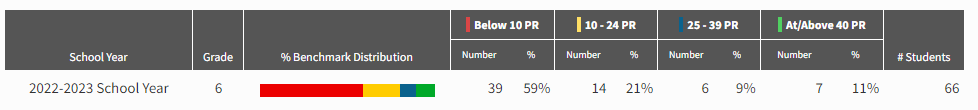 Below 10 PR 10 - 24 PR 25 - 39 PR At/Above 40 PR
School Year Grade % Benchmark Distribution Number % Number % Number % Number % # Students
2022-2023 School Year 6 39 59% 14 21% 6 9% 7 11% 66